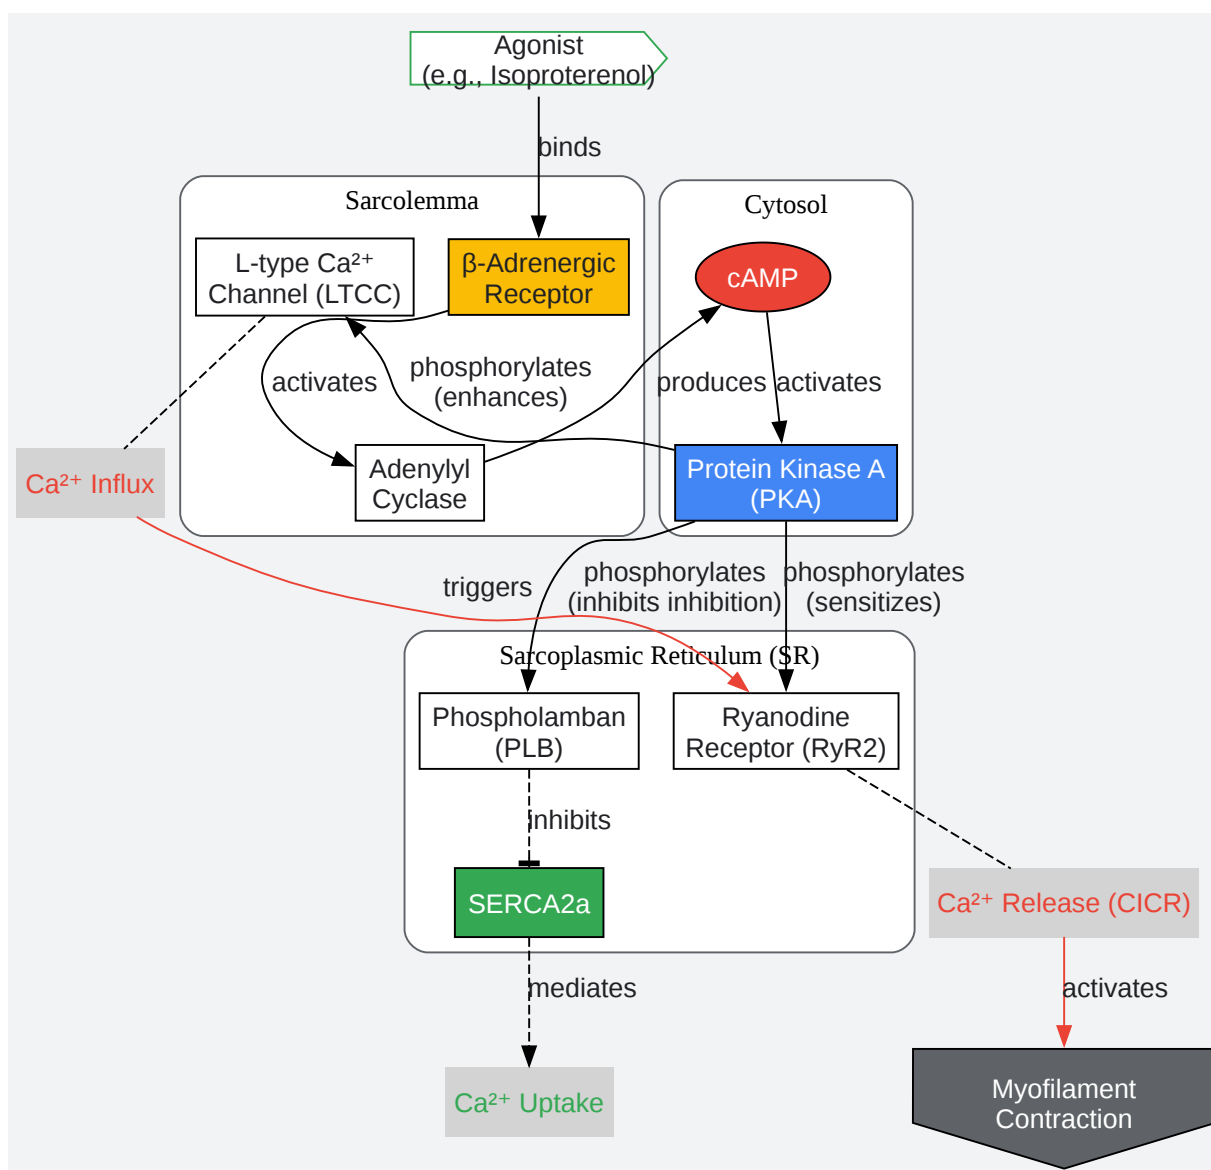 Agonist
(e.g., Isoproterenol)
binds
Sarcolemma
Cytosol
L-type Ca²⁺
Channel (LTCC)
β-Adrenergic
Receptor
cAMP
activates
phosphorylates
(enhances)
produces
activates
Adenylyl
Cyclase
Protein Kinase A
(PKA)
Ca²⁺ Influx
triggers
phosphorylates
(inhibits inhibition)
phosphorylates
(sensitizes)
Sarcoplasmic Reticulum (SR)
Phospholamban
(PLB)
Ryanodine
Receptor (RyR2)
inhibits
SERCA2a
Ca²⁺ Release (CICR)
mediates
activates
Ca²⁺ Uptake
Myofilament
Contraction